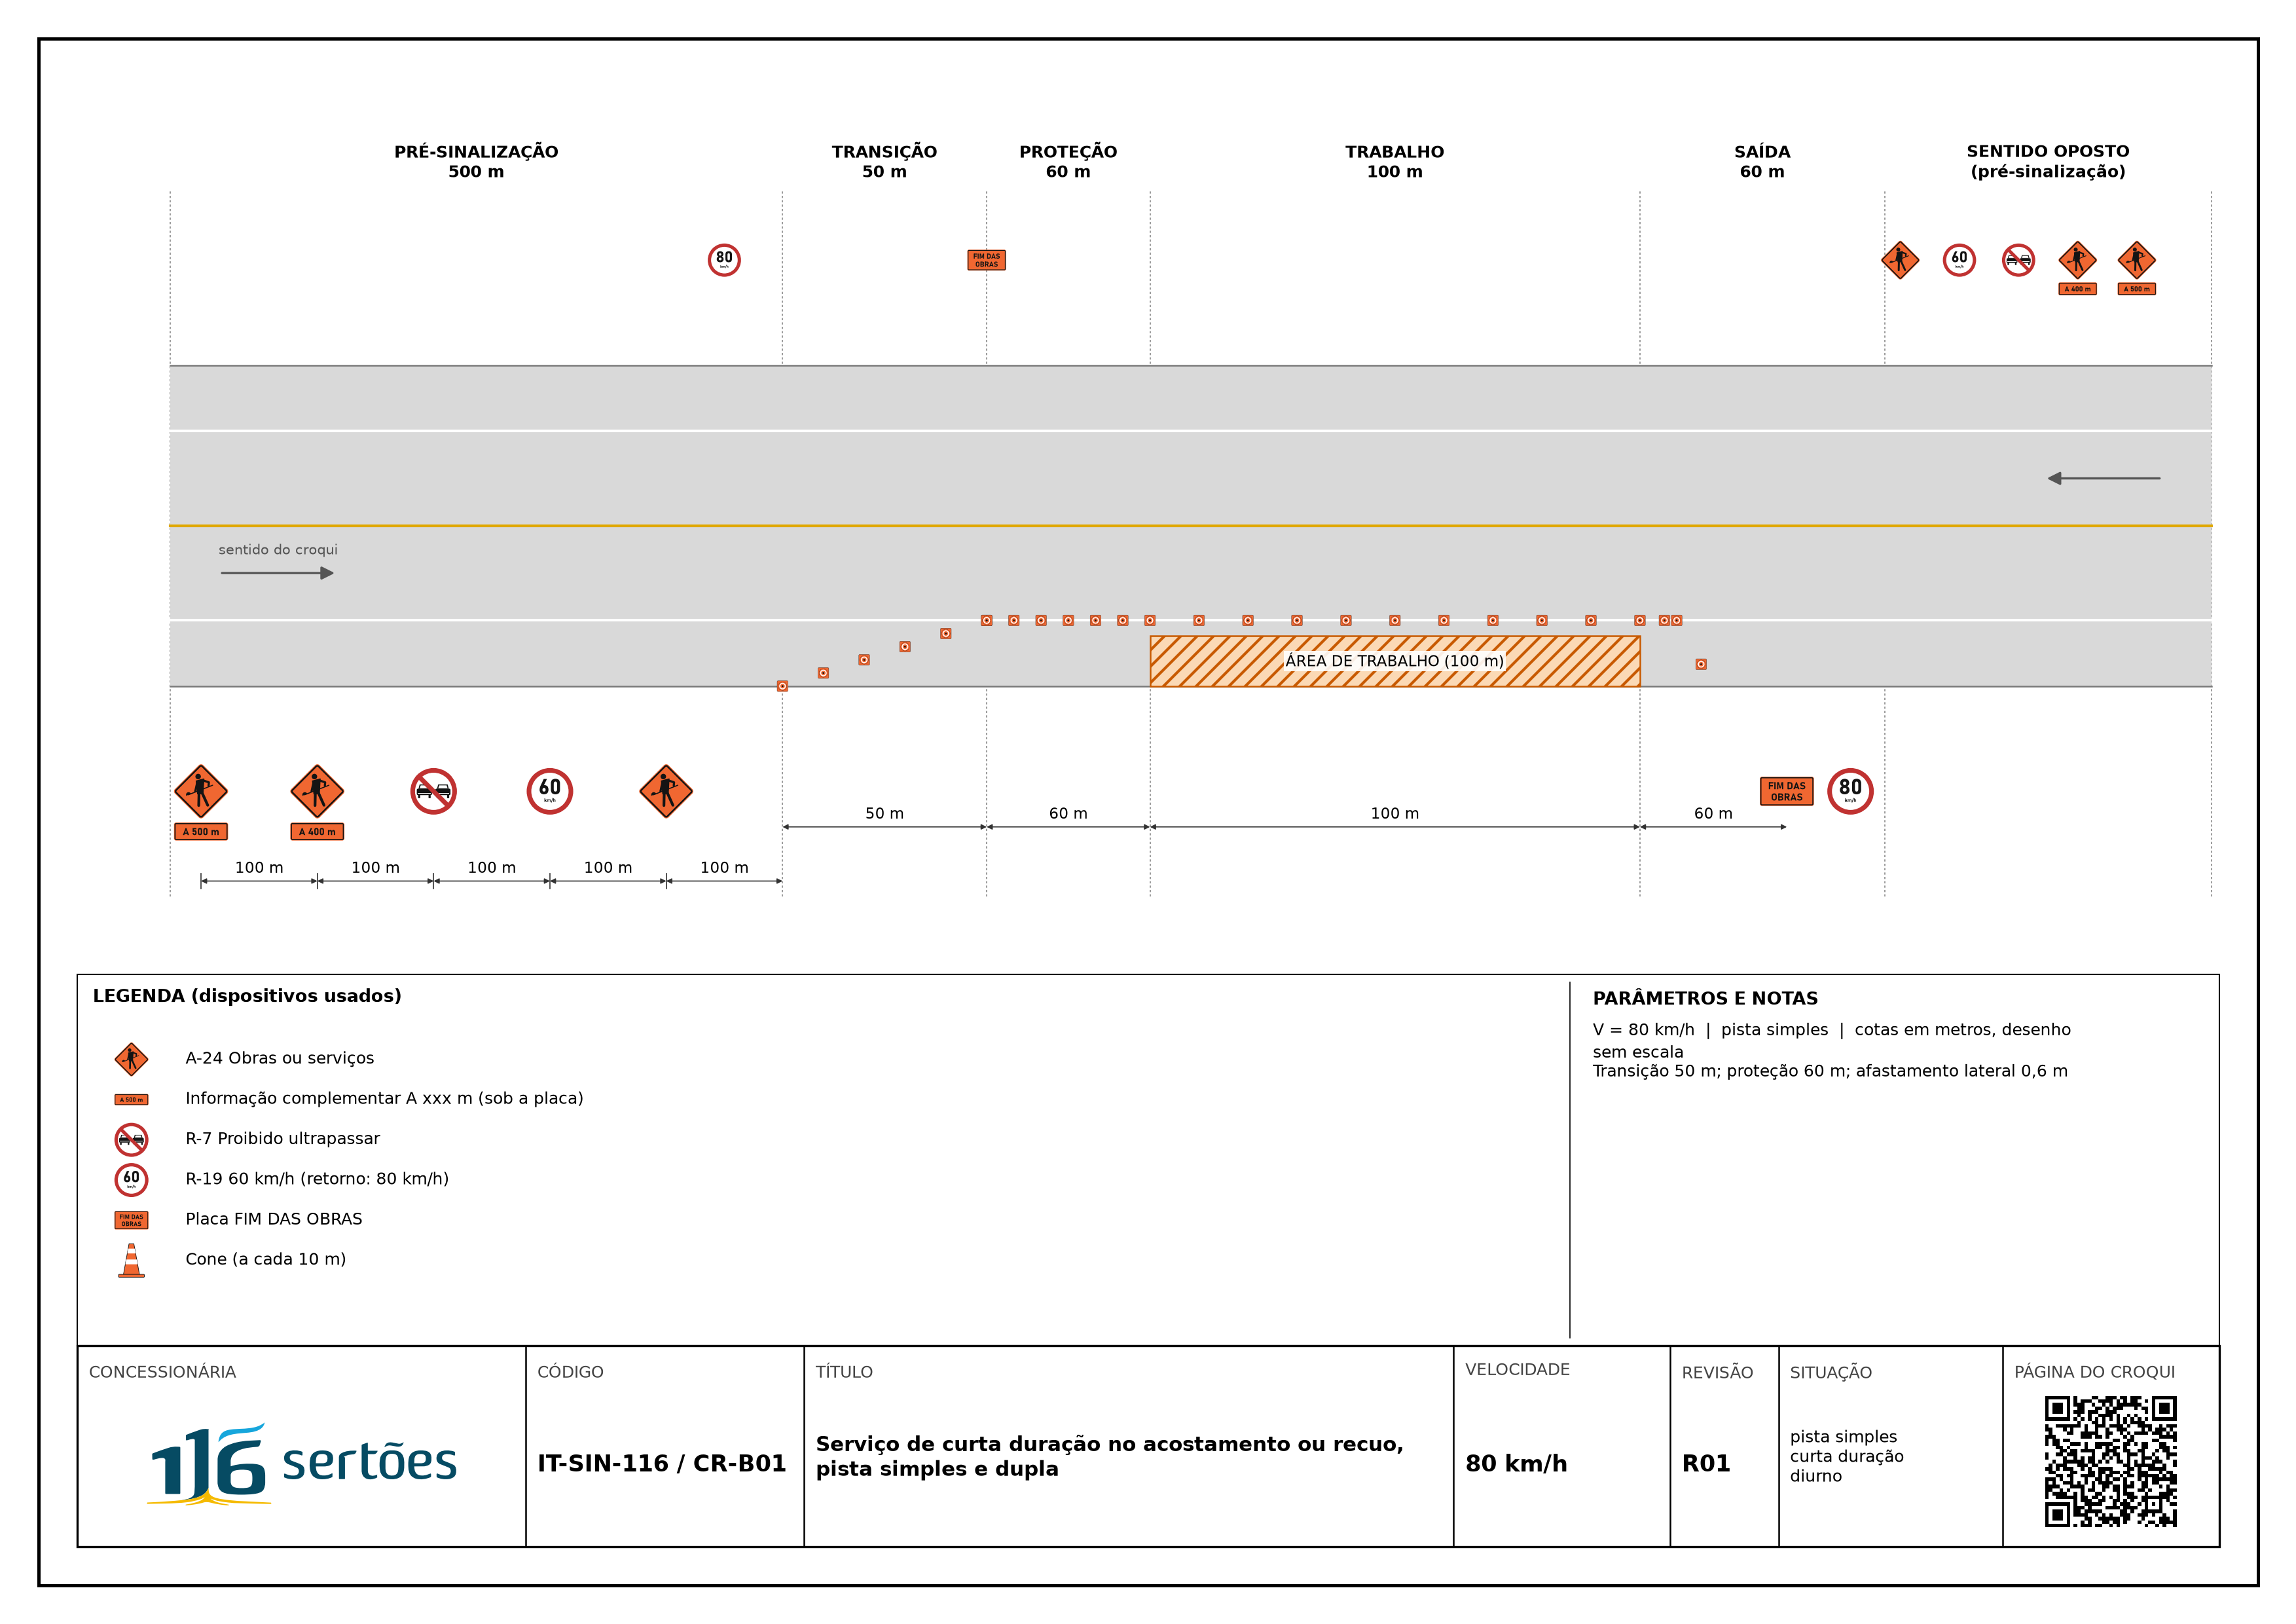 PRÉ-SINALIZAÇÃO
500 m
TRANSIÇÃO
50 m
PROTEÇÃO
60 m
TRABALHO
100 m
SAÍDA
60 m
SENTIDO OPOSTO
(pré-sinalização)
80
km/h
FIM DAS
OBRAS
60
km/h
A 400 m
A 500 m
sentido do croqui
ÁREA DE TRABALHO (100 m)
A 500 m
A 400 m
60
km/h
FIM DAS
OBRAS
80
km/h
50 m
60 m
100 m
60 m
100 m
100 m
100 m
100 m
100 m
LEGENDA (dispositivos usados)
A-24 Obras ou serviços
A 500 m
Informação complementar A xxx m (sob a placa)
R-7 Proibido ultrapassar
60
km/h
R-19 60 km/h (retorno: 80 km/h)
FIM DAS
OBRAS
Placa FIM DAS OBRAS
Cone (a cada 10 m)
PARÂMETROS E NOTAS
V = 80 km/h | pista simples | cotas em metros, desenho
sem escala
Transição 50 m; proteção 60 m; afastamento lateral 0,6 m
CONCESSIONÁRIA
116 sertões
CÓDIGO
IT-SIN-116 / CR-B01
TÍTULO
Serviço de curta duração no acostamento ou recuo,
pista simples e dupla
VELOCIDADE
80 km/h
REVISÃO
R01
SITUAÇÃO
pista simples
curta duração
diurno
PÁGINA DO CROQUI